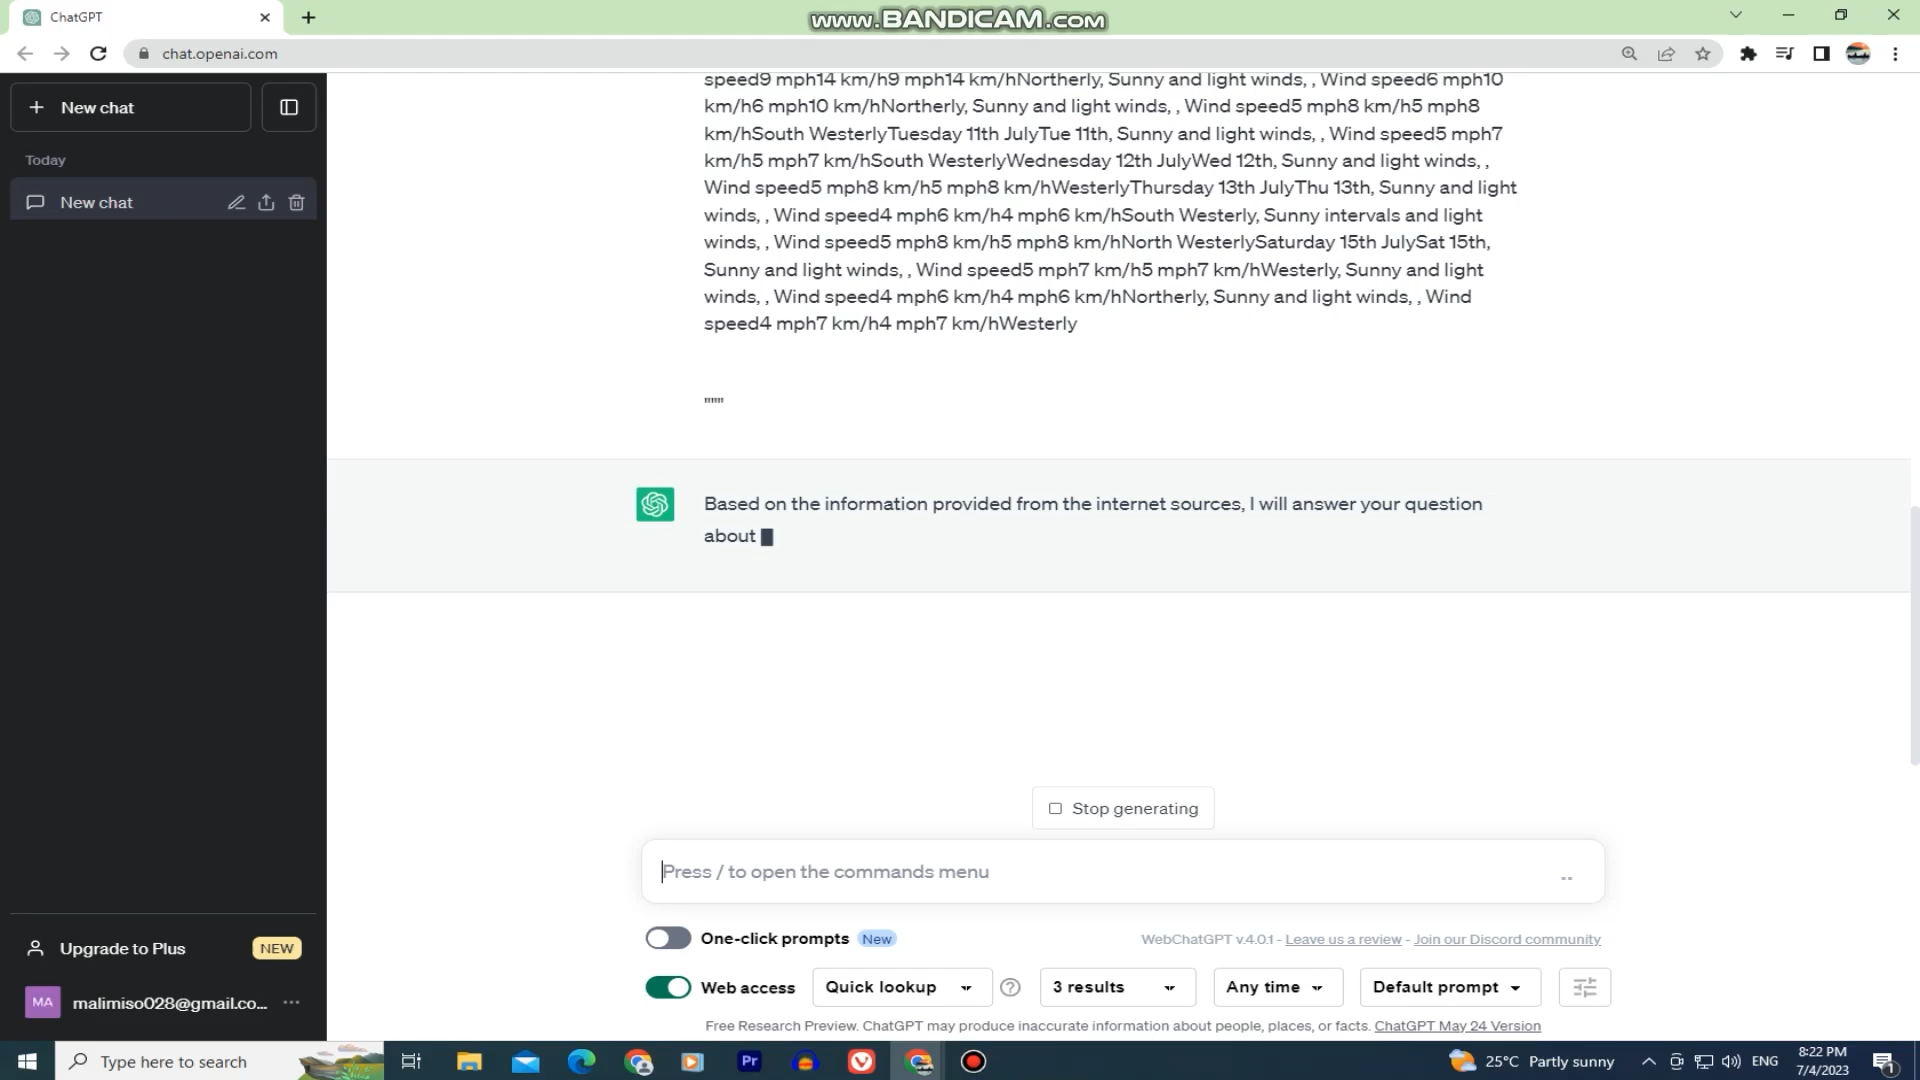 ChatGPT
www.BANDICAM.com
chat.openai.com
New chat
Today
New chat
speed9 mph14 km/h9 mph14 km/hNortherly, Sunny and light winds, , Wind speed6 mph10
km/h6 mph10 km/hNortherly, Sunny and light winds, , Wind speed5 mph8 km/h5 mph8
km/hSouth WesterlyTuesday 11th JulyTue 11th, Sunny and light winds, , Wind speed5 mph7
km/h5 mph7 km/hSouth WesterlyWednesday 12th JulyWed 12th, Sunny and light winds, ,
Wind speed5 mph8 km/h5 mph8 km/hWesterlyThursday 13th JulyThu 13th, Sunny and light
winds, , Wind speed4 mph6 km/h4 mph6 km/hSouth Westerly, Sunny intervals and light
winds, , Wind speed5 mph8 km/h5 mph8 km/hNorth WesterlySaturday 15th JulySat 15th,
Sunny and light winds, , Wind speed5 mph7 km/h5 mph7 km/hWesterly, Sunny and light
winds, , Wind speed4 mph6 km/h4 mph6 km/hNortherly, Sunny and light winds, , Wind
speed4 mph7 km/h4 mph7 km/hWesterly
"""
Based on the information provided from the internet sources, I will answer your question
about
Stop generating
Press / to open the commands menu
One-click prompts New
WebChatGPT v.4.0.1 - Leave us a review - Join our Discord community
Web access
Quick lookup
3 results
Any time
Default prompt
Free Research Preview. ChatGPT may produce inaccurate information about people, places, or facts. ChatGPT May 24 Version
Upgrade to Plus
NEW
MA
malimiso028@gmail.co...
Type here to search
Pr
25°C Partly sunny
ENG
8:22 PM
7/4/2023
1